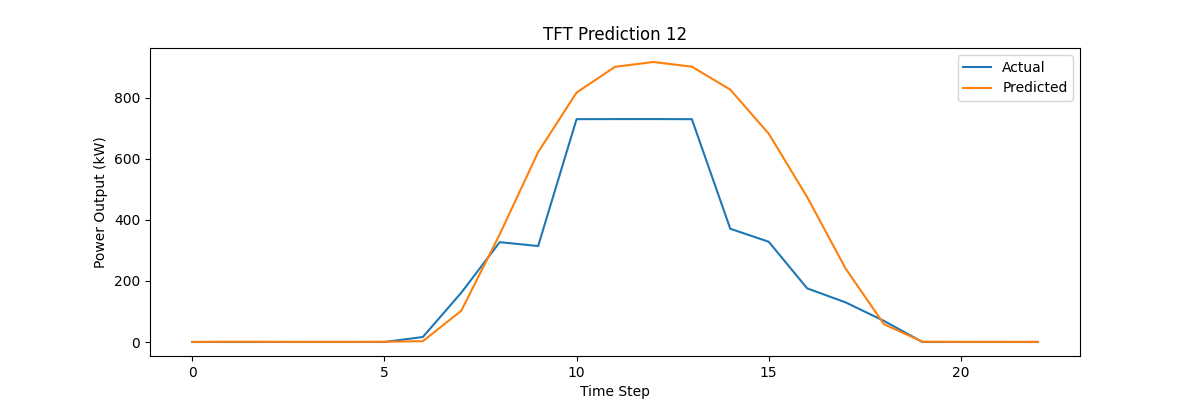 TFT Prediction 12
Actual
Predicted
Power Output (kW)
800
600
400
200
0
0 5 10 15 20
Time Step